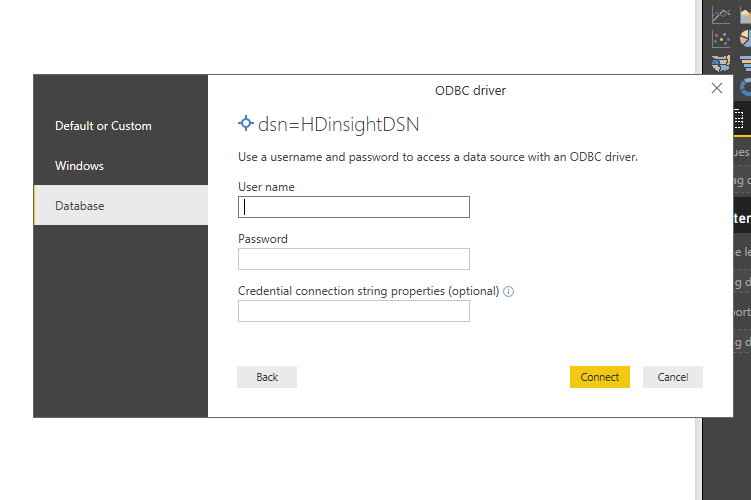 ODBC driver
Default or Custom
Windows
Database
dsn=HDinsightDSN
Use a username and password to access a data source with an ODBC driver.
User name
Password
Credential connection string properties (optional)
Back
Connect
Cancel